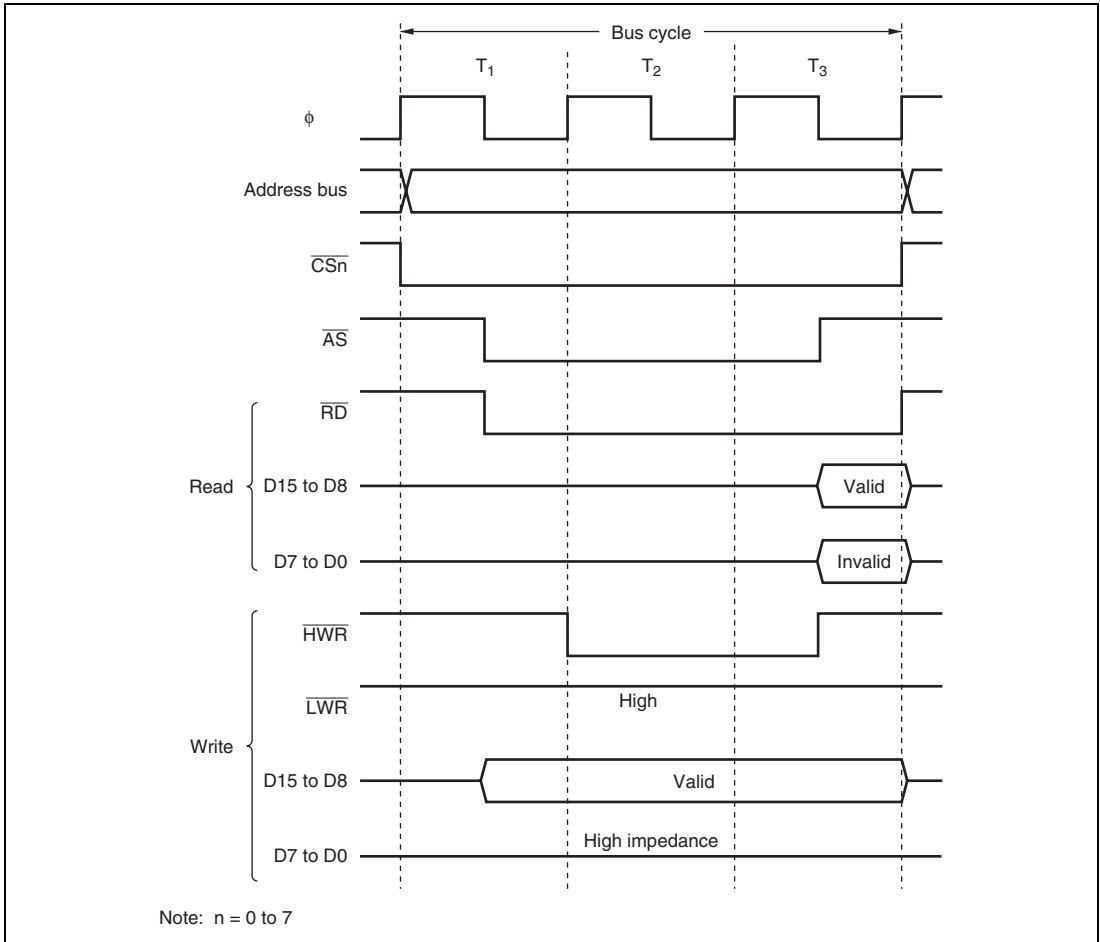 Bus cycle
T1 T2 T3
φ
Address bus
CSn
AS
RD
Read D15 to D8 Valid
D7 to D0 Invalid
HWR
LWR High
Write
D15 to D8 Valid
D7 to D0 High impedance
Note: n = 0 to 7